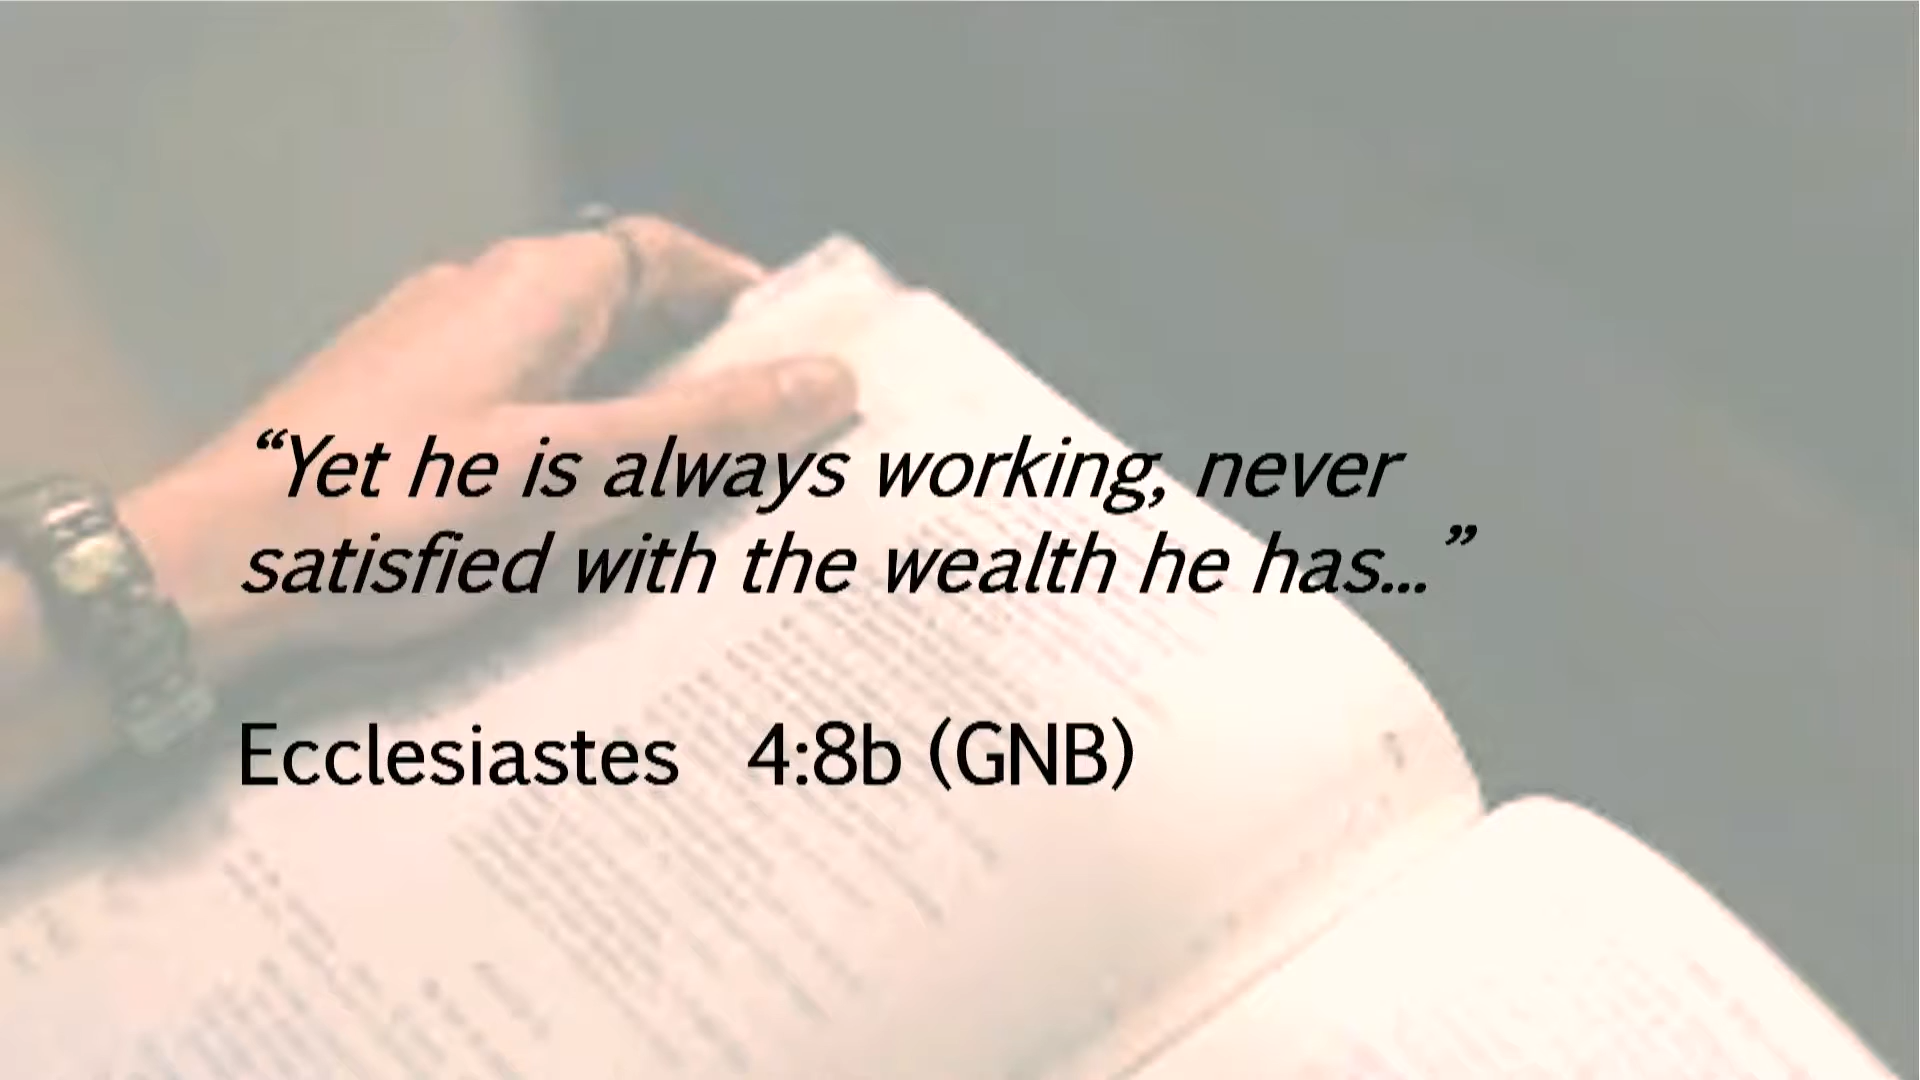 “Yet he is always working, never
satisfied with the wealth he has...”
Ecclesiastes 4:8b (GNB)